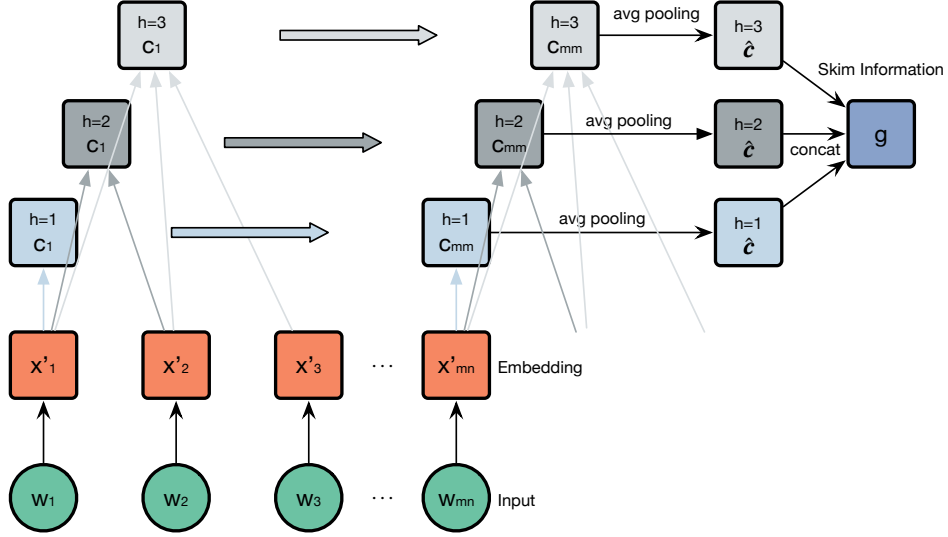 h=3
c1
h=3
cmm
avg pooling
h=3
ĉ
Skim Information
h=2
c1
h=2
cmm
avg pooling
h=2
ĉ
concat
g
h=1
c1
h=1
cmm
avg pooling
h=1
ĉ
x'1
x'2
x'3
...
x'mn
Embedding
w1
w2
w3
...
wmn
Input